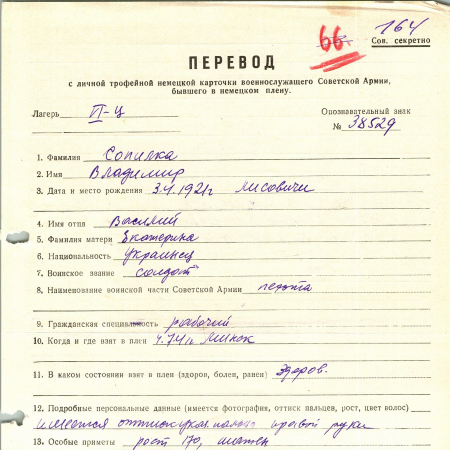 164
66.
Сов. секретно
ПЕРЕВОД
с личной трофейной немецкой карточки военнослужащего Советской Армии,
бывшего в немецком плену.
Лагерь II-Ц
Опознавательный знак
№ 38529
1. Фамилия Сопилка
2. Имя Владимир
3. Дата и место рождения 3.4.1921г Лисовичи
4. Имя отца Василий
5. Фамилия матери Екатерина
6. Национальность Украинец
7. Воинское звание солдат
8. Наименование воинской части Советской Армии пехота
9. Гражданская специальность рабочий
10. Когда и где взят в плен Минск
11. В каком состоянии взят в плен (здоров, болен, ранен) здоров.
12. Подробные персональные данные (имеется фотография, оттиск пальцев, рост, цвет волос)
имеется оттиск пальца правой руки
13. Особые приметы рост 170, шатен